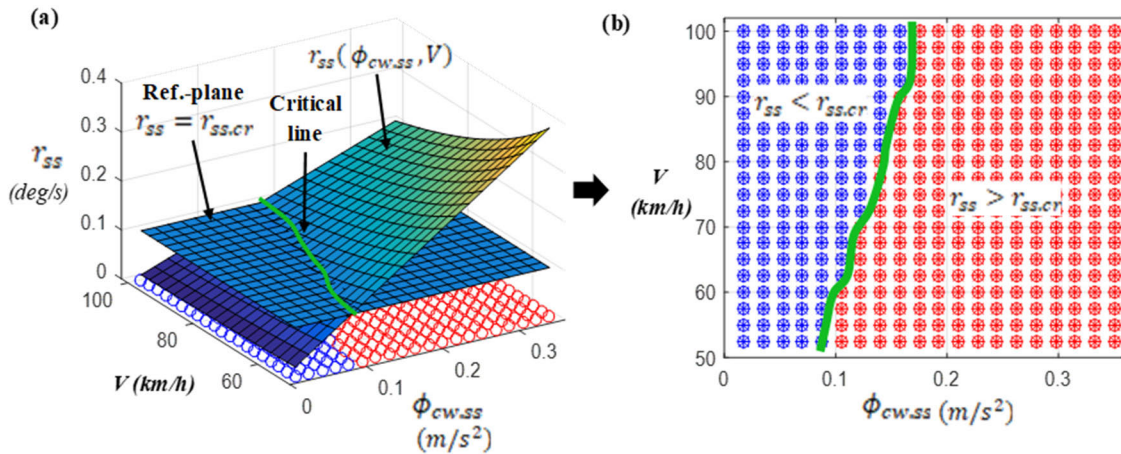 (a)
r_ss(ϕ_cw.ss,V)
Ref.-plane
r_ss = r_ss.cr
Critical
line
r_ss
(deg/s)
0.4
0.3
0.2
0.1
0
100
80
60
V (km/h)
0
0.1
0.2
0.3
ϕ_cw.ss
(m/s²)
(b)
100
90
80
70
60
50
V
(km/h)
r_ss < r_ss.cr
r_ss > r_ss.cr
0
0.1
0.2
0.3
ϕ_cw.ss (m/s²)